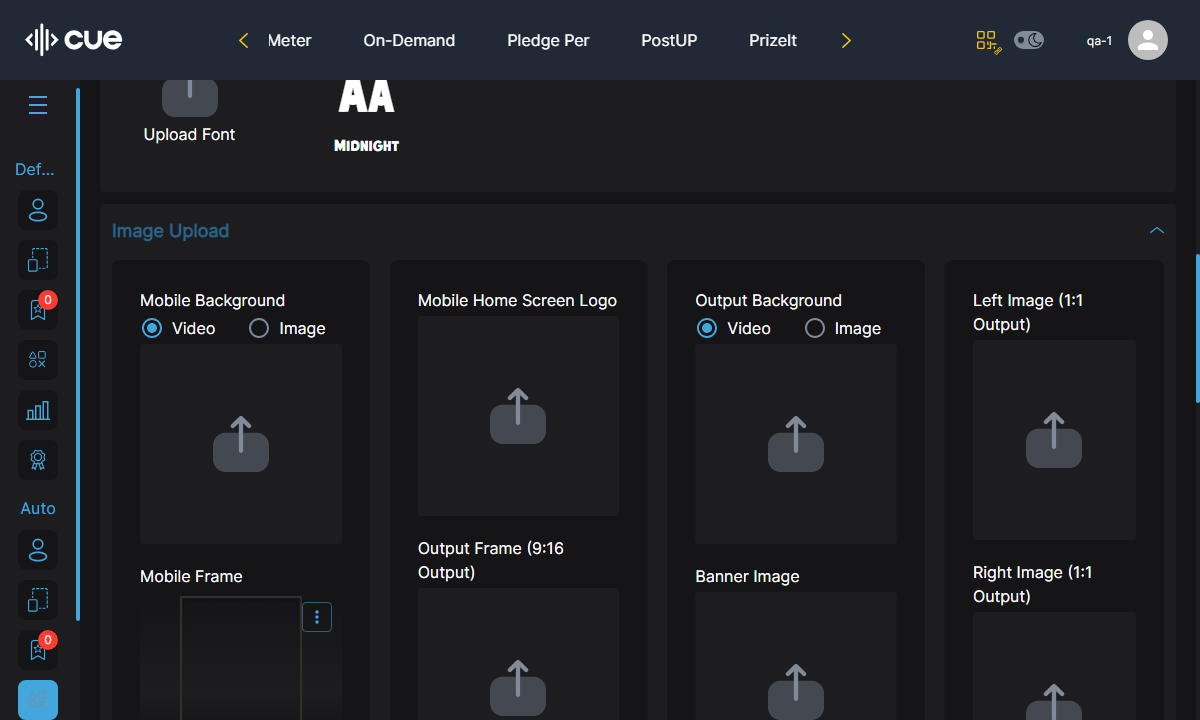 cue
Meter
On-Demand
Pledge Per
PostUP
PrizeIt
qa-1
Def...
0
Auto
0
Upload Font
AA
MIDNIGHT
Image Upload
Mobile Background
Video
Image
Mobile Home Screen Logo
Output Background
Video
Image
Left Image (1:1
Output)
Mobile Frame
Output Frame (9:16
Output)
Banner Image
Right Image (1:1
Output)